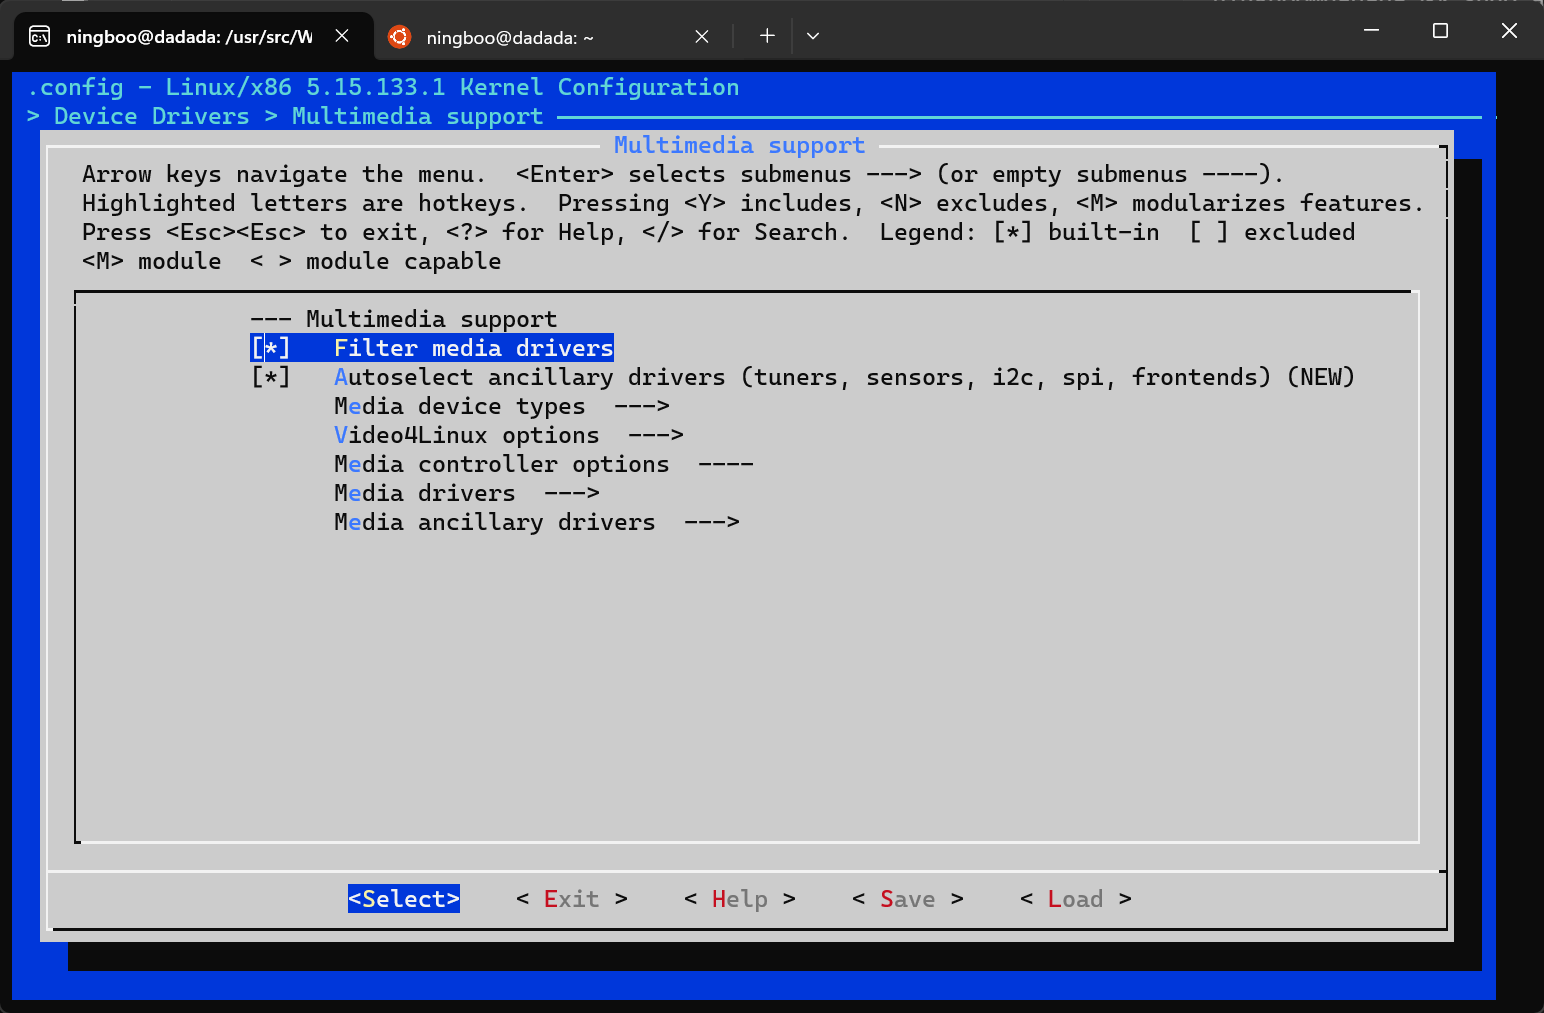 ningboo@dadada: /usr/src/W
ningboo@dadada: ~
.config - Linux/x86 5.15.133.1 Kernel Configuration
> Device Drivers > Multimedia support
Multimedia support
Arrow keys navigate the menu.  <Enter> selects submenus ---> (or empty submenus ----).
Highlighted letters are hotkeys.  Pressing <Y> includes, <N> excludes, <M> modularizes features.
Press <Esc><Esc> to exit, <?> for Help, </> for Search.  Legend: [*] built-in  [ ] excluded
<M> module  < > module capable
--- Multimedia support
[*]   Filter media drivers
[*]   Autoselect ancillary drivers (tuners, sensors, i2c, spi, frontends) (NEW)
Media device types  --->
Video4Linux options  --->
Media controller options  ----
Media drivers  --->
Media ancillary drivers  --->
<Select>    < Exit >    < Help >    < Save >    < Load >